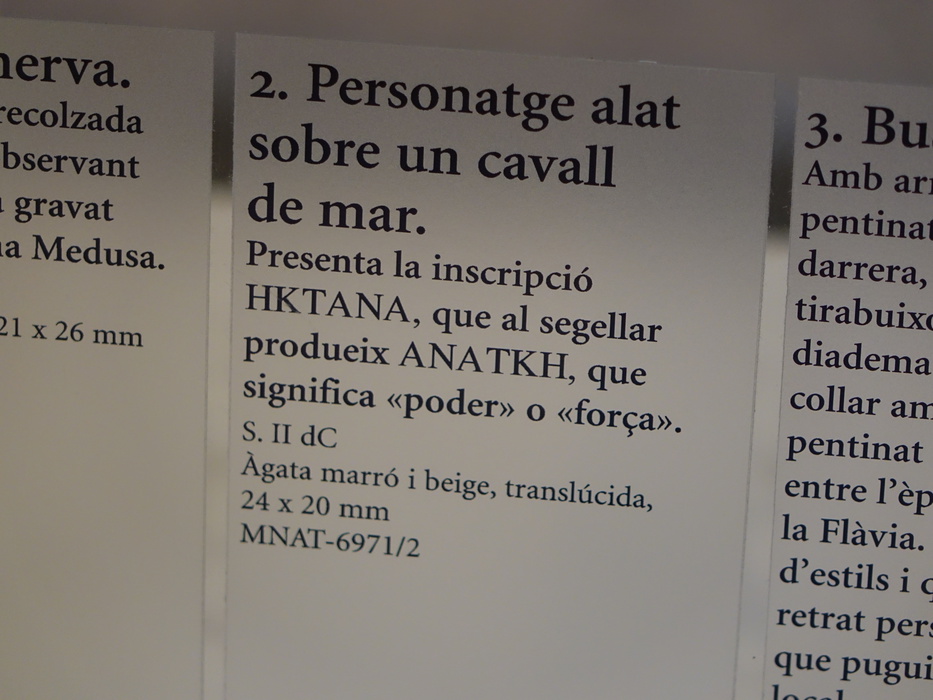 nerva.
recolzada
bservant
gravat
a Medusa.
21 x 26 mm
2. Personatge alat
sobre un cavall
de mar.
Presenta la inscripció
HKTANA, que al segellar
produeix ANATKH, que
significa «poder» o «força».
S. II dC
Àgata marró i beige, translúcida,
24 x 20 mm
MNAT-6971/2
3. Bu
Amb arr
pentinat
darrera,
tirabuixo
diadema
collar am
pentinat
entre l’èp
la Flàvia.
d’estils i q
retrat pers
que pugui
local